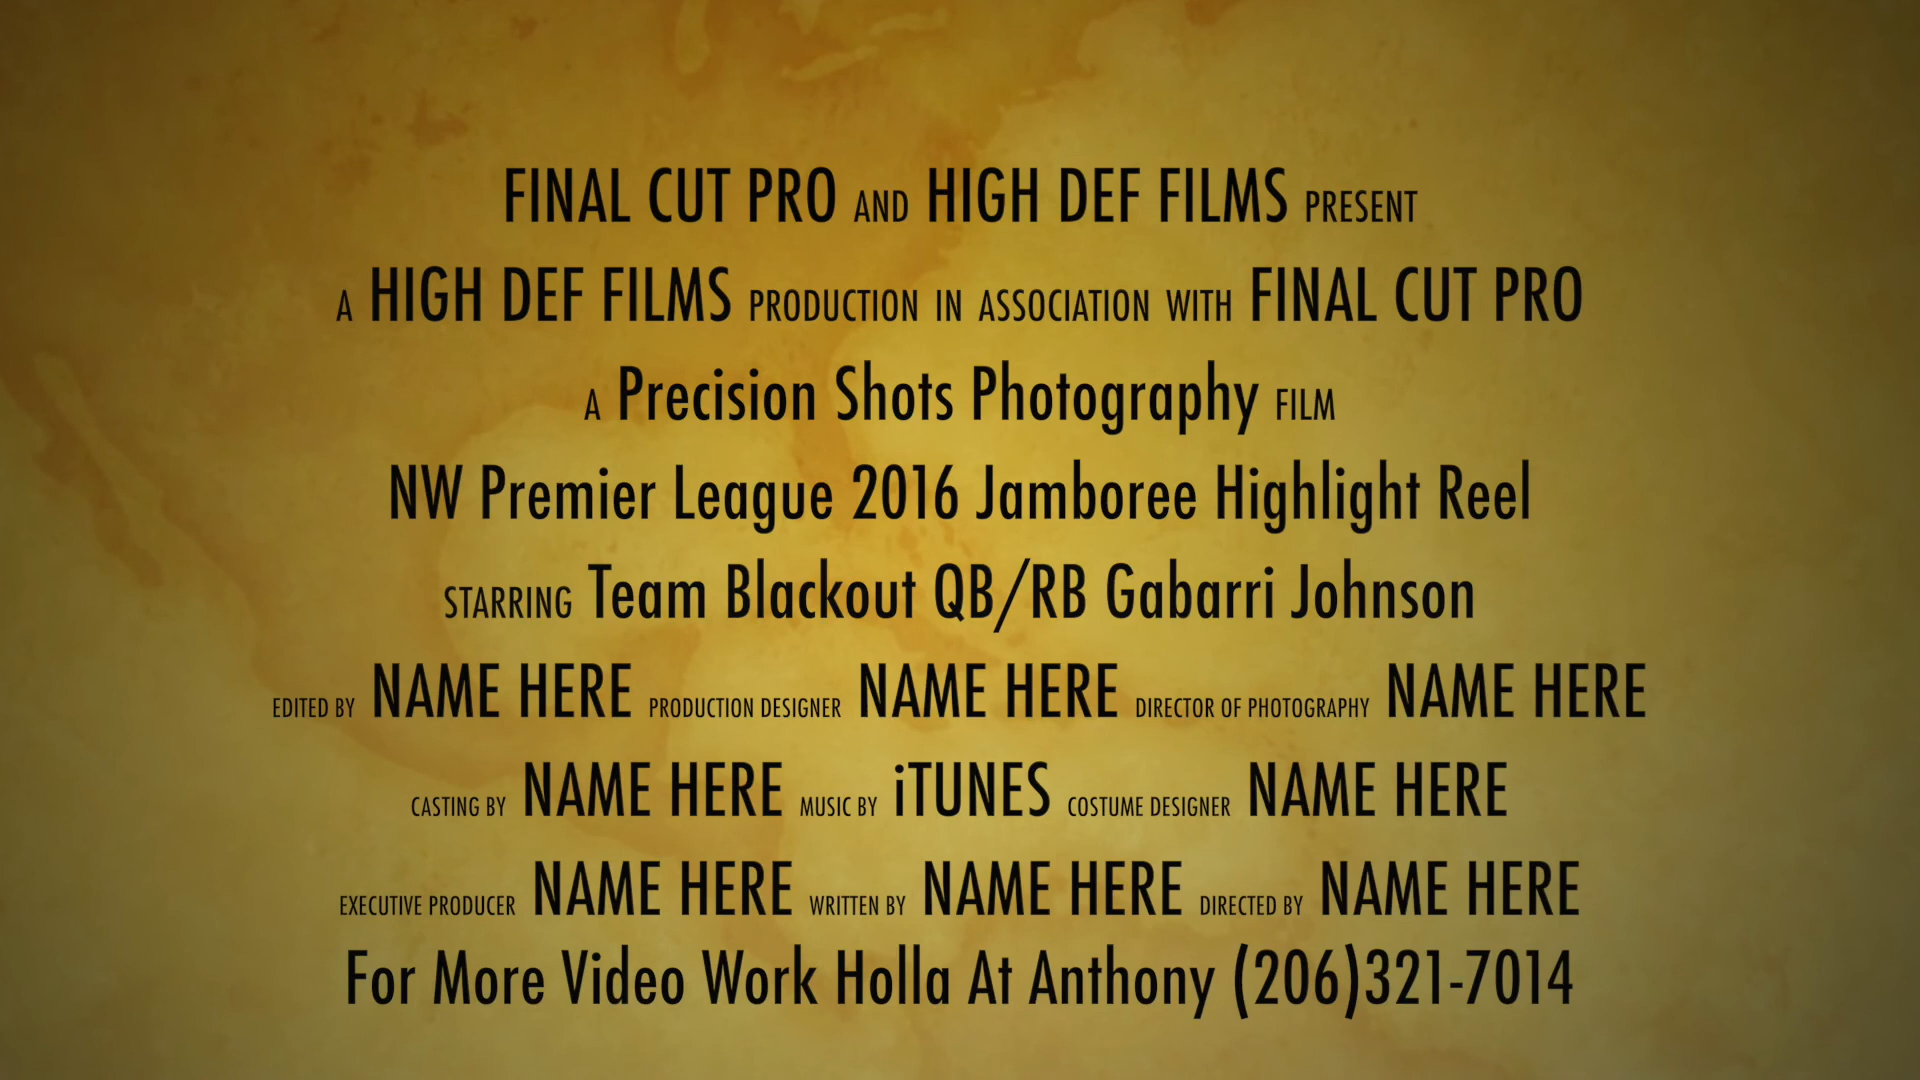 FINAL CUT PRO AND HIGH DEF FILMS PRESENT
A HIGH DEF FILMS PRODUCTION IN ASSOCIATION WITH FINAL CUT PRO
A Precision Shots Photography FILM
NW Premier League 2016 Jamboree Highlight Reel
STARRING Team Blackout QB/RB Gabarri Johnson
EDITED BY NAME HERE PRODUCTION DESIGNER NAME HERE DIRECTOR OF PHOTOGRAPHY NAME HERE
CASTING BY NAME HERE MUSIC BY iTUNES COSTUME DESIGNER NAME HERE
EXECUTIVE PRODUCER NAME HERE WRITTEN BY NAME HERE DIRECTED BY NAME HERE
For More Video Work Holla At Anthony (206)321-7014